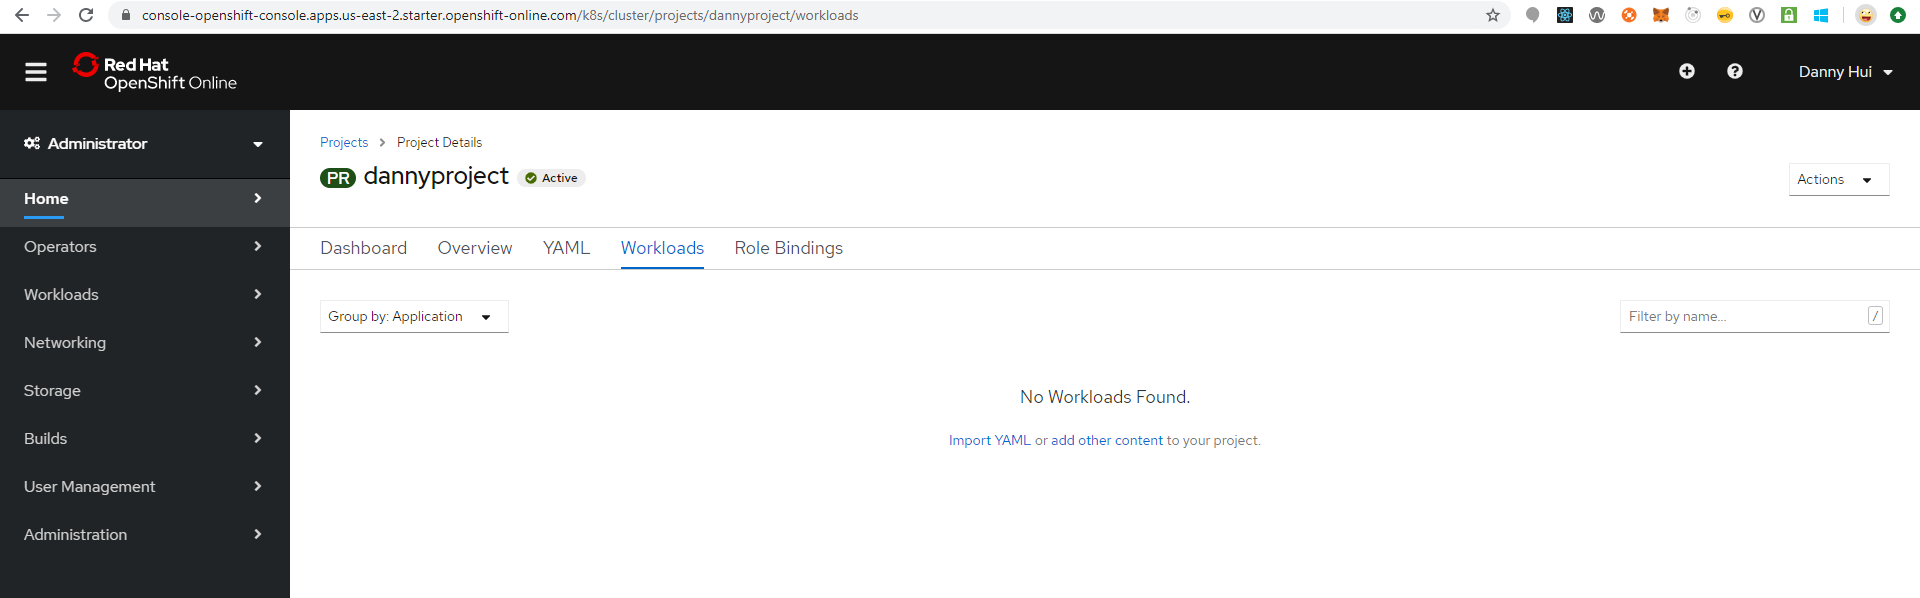 console-openshift-console.apps.us-east-2.starter.openshift-online.com/k8s/cluster/projects/dannyproject/workloads
Red Hat
OpenShift Online
Danny Hui
Administrator
Home
Operators
Workloads
Networking
Storage
Builds
User Management
Administration
Projects > Project Details
PR dannyproject Active
Actions
Dashboard Overview YAML Workloads Role Bindings
Group by: Application
Filter by name... /
No Workloads Found.
Import YAML or add other content to your project.